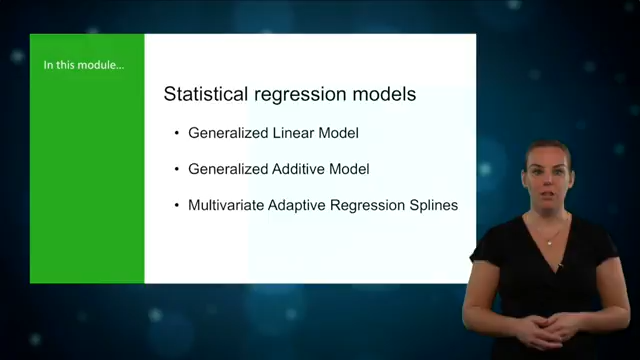 In this module...
Statistical regression models
• Generalized Linear Model
• Generalized Additive Model
• Multivariate Adaptive Regression Splines